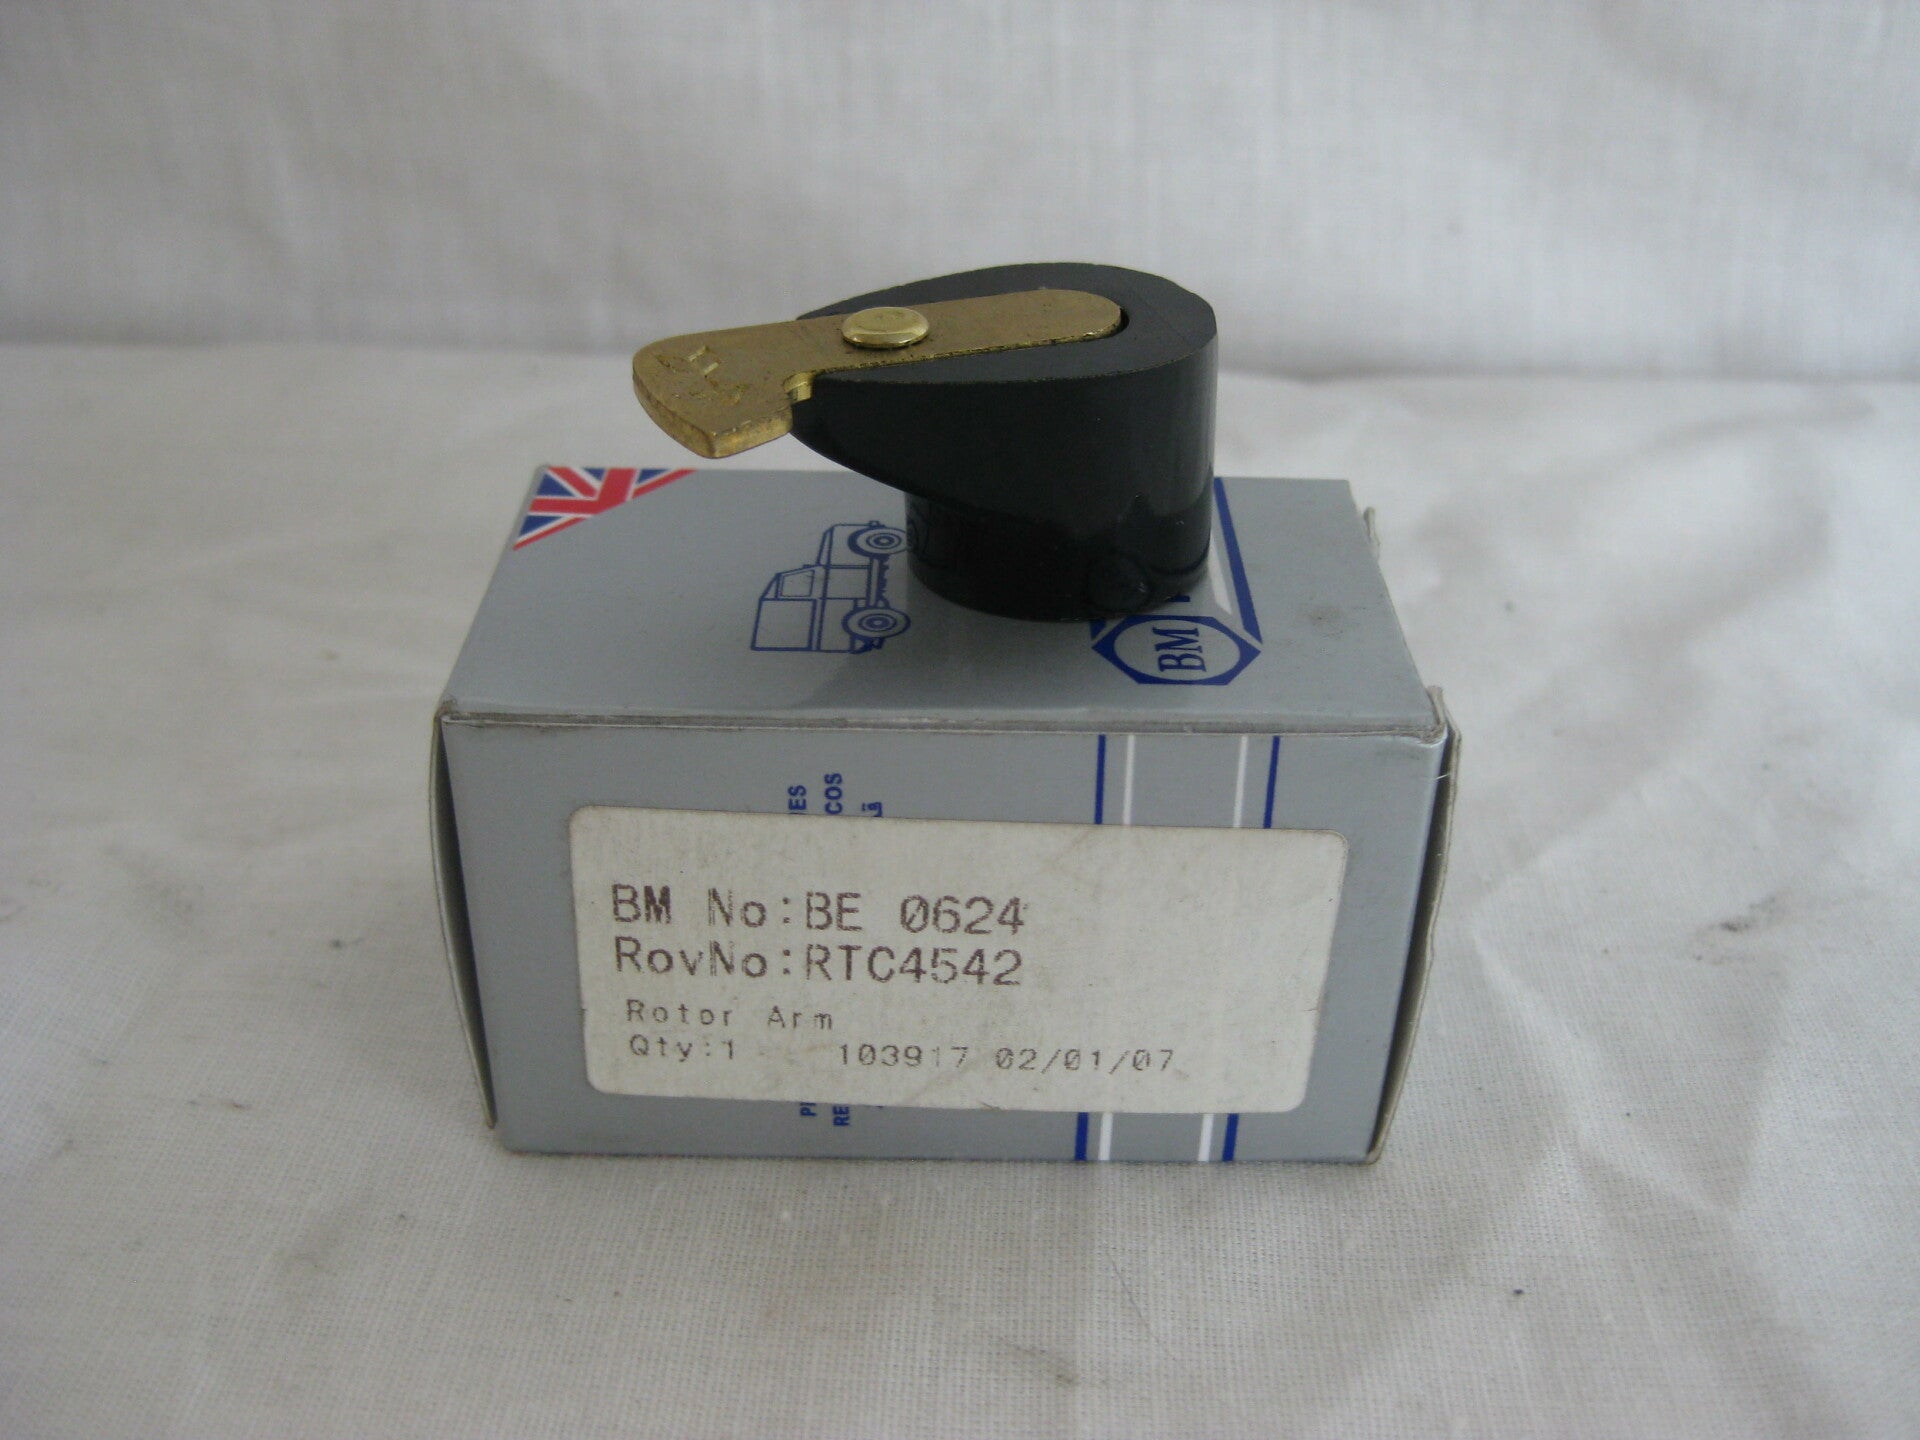 BM
BM No:BE 0624
RovNo:RTC4542
Rotor Arm
Qty:1 103917 02/01/07